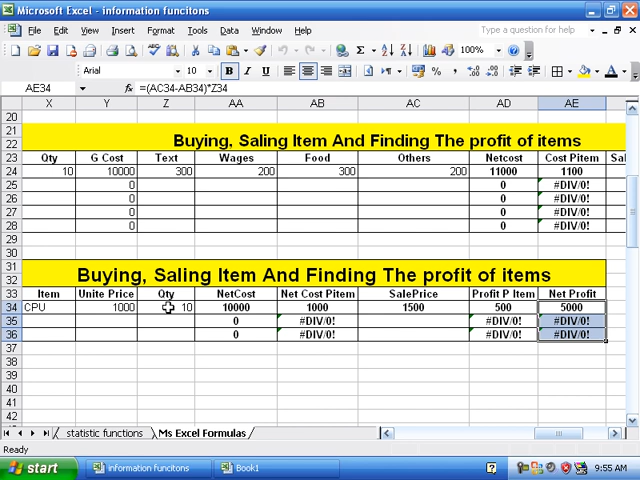 Microsoft Excel - information funcitons
File Edit View Insert Format Tools Data Window Help
Type a question for help
100%
Arial 10 B I U
AE34 =(AC34-AB34)*Z34
X Y Z AA AB AC AD AE
20
21
22 Buying, Saling Item And Finding The profit of items
23 Qty G Cost Text Wages Food Others Netcost Cost Pitem Sal
24 10 10000 300 200 300 200 11000 1100
25 0 0 #DIV/0!
26 0 0 #DIV/0!
27 0 0 #DIV/0!
28 0 0 #DIV/0!
29
30
31
32 Buying, Saling Item And Finding The profit of items
33 Item Unite Price Qty NetCost Net Cost Pitem SalePrice Profit P Item Net Profit
34 CPU 1000 10 10000 1000 1500 500 5000
35 0 #DIV/0! #DIV/0! #DIV/0!
36 0 #DIV/0! #DIV/0! #DIV/0!
37
38
39
40
41
42
statistic functions Ms Excel Formulas
Ready
start information funcitons Book1 9:55 AM